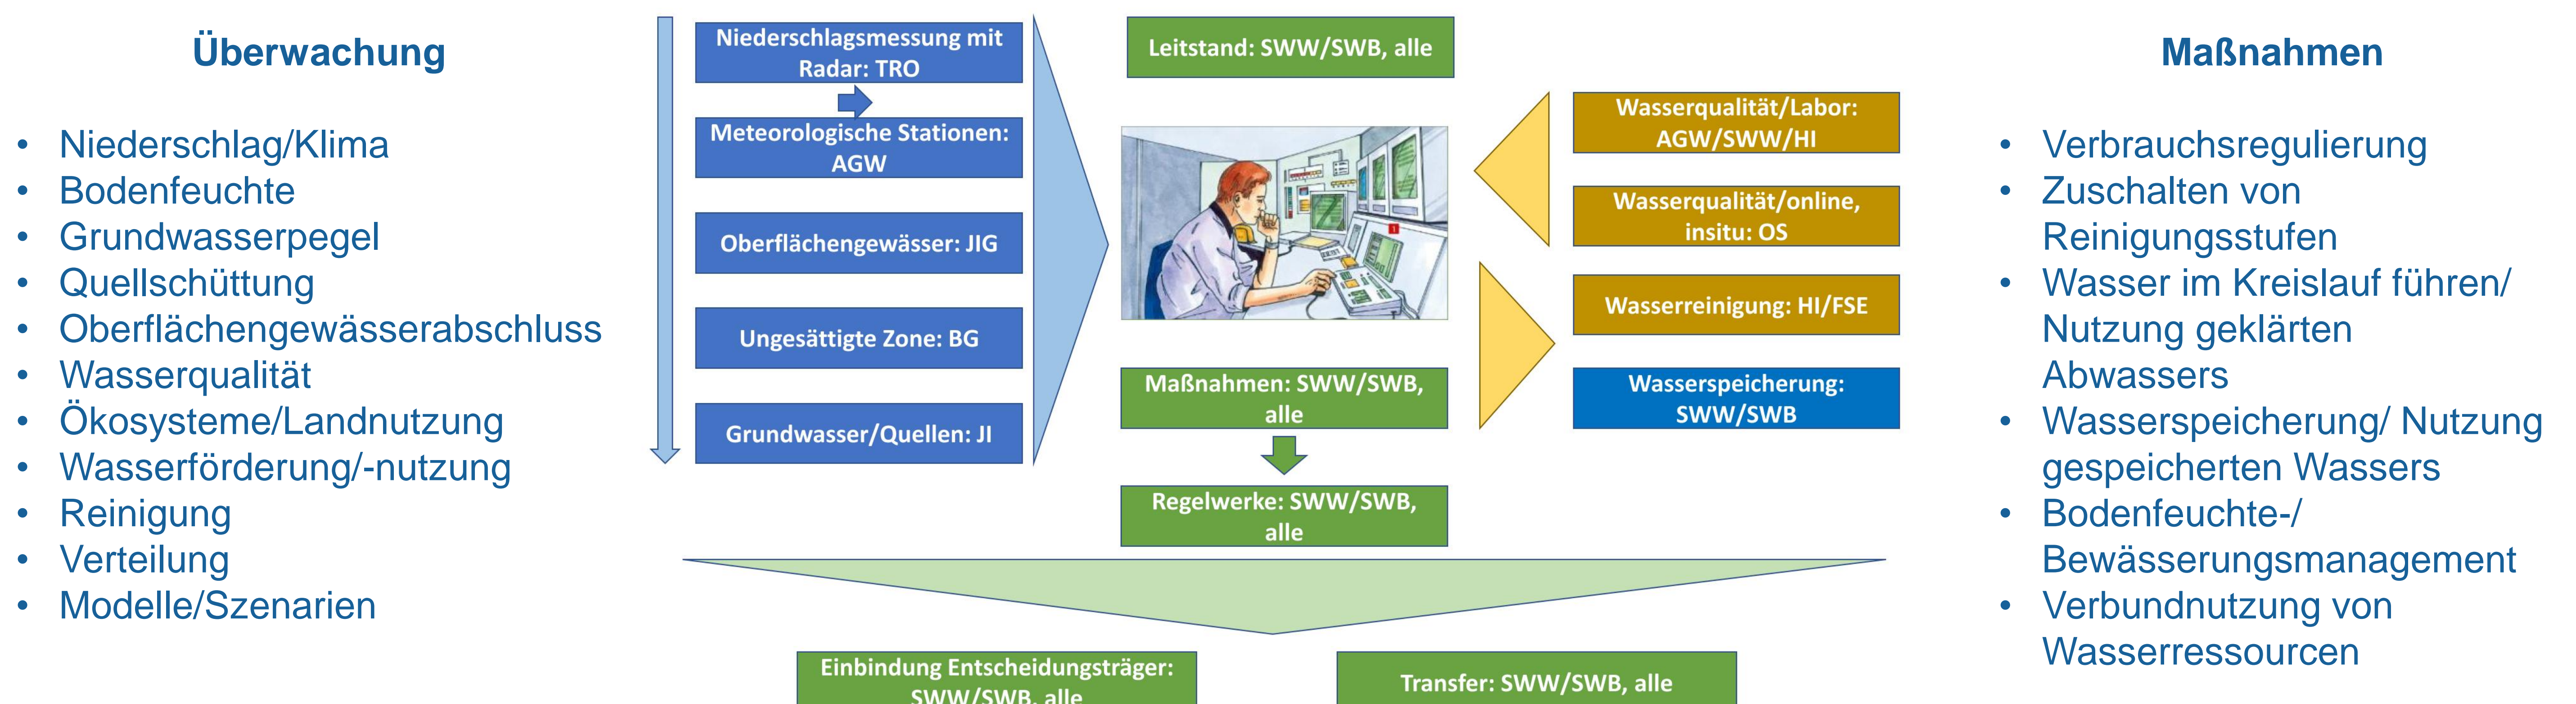 Überwachung
• Niederschlag/Klima
• Bodenfeuchte
• Grundwasserpegel
• Quellschüttung
• Oberflächengewässerabschluss
• Wasserqualität
• Ökosysteme/Landnutzung
• Wasserförderung/-nutzung
• Reinigung
• Verteilung
• Modelle/Szenarien
Niederschlagsmessung mit
Radar: TRO
Meteorologische Stationen:
AGW
Oberflächengewässer: JIG
Ungesättigte Zone: BG
Grundwasser/Quellen: JI
Leitstand: SWW/SWB, alle
1
Maßnahmen: SWW/SWB,
alle
Regelwerke: SWW/SWB,
alle
Wasserqualität/Labor:
AGW/SWW/HI
Wasserqualität/online,
insitu: OS
Wasserreinigung: HI/FSE
Wasserspeicherung:
SWW/SWB
Einbindung Entscheidungsträger:
SWW/SWB, alle
Transfer: SWW/SWB, alle
Maßnahmen
• Verbrauchsregulierung
• Zuschalten von
Reinigungsstufen
• Wasser im Kreislauf führen/
Nutzung geklärten
Abwassers
• Wasserspeicherung/ Nutzung
gespeicherten Wassers
• Bodenfeuchte-/
Bewässerungsmanagement
• Verbundnutzung von
Wasserressourcen